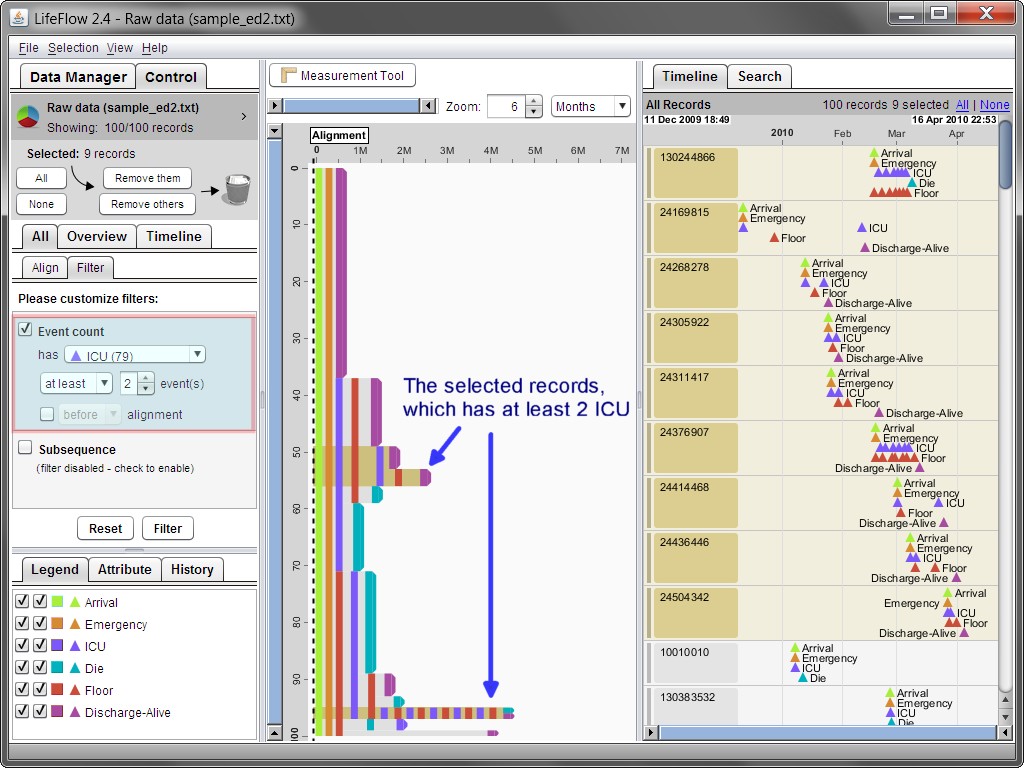 LifeFlow 2.4 - Raw data (sample_ed2.txt)
File Selection View Help
Data Manager Control
Raw data (sample_ed2.txt)
Showing: 100/100 records
Selected: 9 records
All Remove them
None Remove others
All Overview Timeline
Align Filter
Please customize filters:
Event count
has ICU (79)
at least 2 event(s)
before alignment
Subsequence
(filter disabled - check to enable)
Reset Filter
Legend Attribute History
Arrival
Emergency
ICU
Die
Floor
Discharge-Alive
Measurement Tool
Zoom: 6 Months
Alignment
0 1M 2M 3M 4M 5M 6M 7M
0
10
20
30
40
50
60
70
80
90
100
The selected records,
which has at least 2 ICU
Timeline Search
All Records 100 records 9 selected All | None
11 Dec 2009 18:49 16 Apr 2010 22:53
2010 Feb Mar Apr
130244866
Arrival
Emergency
ICU
Die
Floor
24169815
Arrival
Emergency
ICU
Floor
Discharge-Alive
24268278
Arrival
Emergency
ICU
Floor
Discharge-Alive
24305922
Arrival
Emergency
ICU
Floor
Discharge-Alive
24311417
Arrival
Emergency
ICU
Floor
Discharge-Alive
24376907
Arrival
Emergency
ICU
Floor
Discharge-Alive
24414468
Arrival
Emergency
ICU
Floor
Discharge-Alive
24436446
Arrival
Emergency
ICU
Floor
Discharge-Alive
24504342
Arrival
Emergency
ICU
Floor
Discharge-Alive
10010010
Arrival
Emergency
ICU
Die
130383532
Arrival
Emergency
ICU
Die